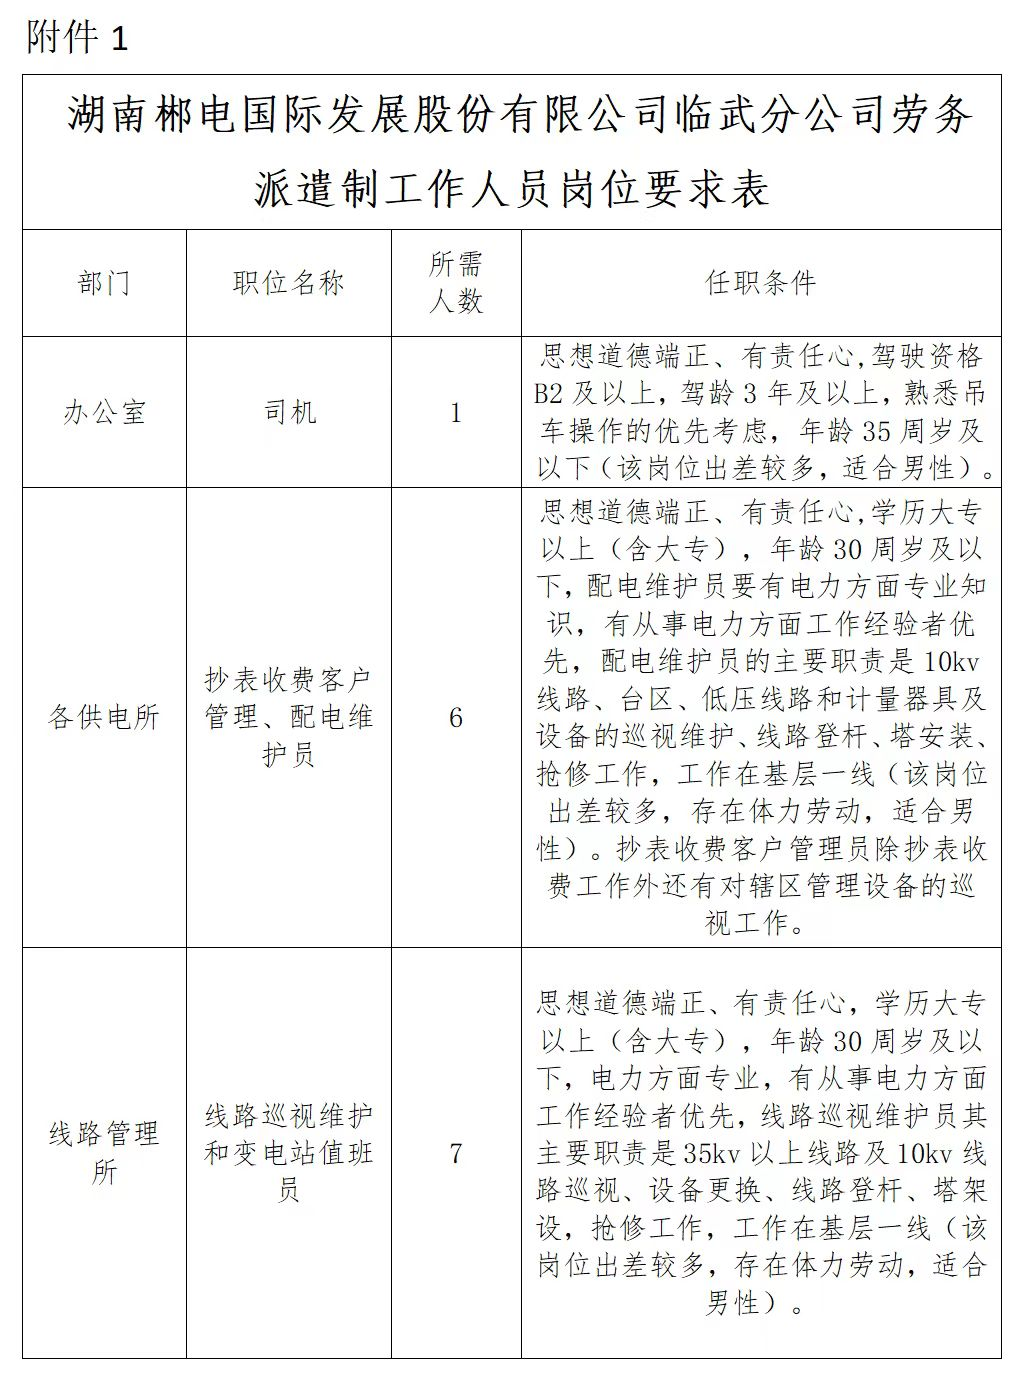 附件1
湖南郴电国际发展股份有限公司临武分公司劳务
派遣制工作人员岗位要求表
部门
职位名称
所需
人数
任职条件
办公室
司机
1
思想道德端正、有责任心,驾驶资格
B2及以上，驾龄3年及以上，熟悉吊
车操作的优先考虑，年龄35周岁及
以下（该岗位出差较多，适合男性）。
各供电所
抄表收费客户
管理、配电维
护员
6
思想道德端正、有责任心,学历大专
以上（含大专），年龄30周岁及以
下，配电维护员要有电力方面专业知
识，有从事电力方面工作经验者优
先，配电维护员的主要职责是10kv
线路、台区、低压线路和计量器具及
设备的巡视维护、线路登杆、塔安装、
抢修工作，工作在基层一线（该岗位
出差较多，存在体力劳动，适合男
性）。抄表收费客户管理员除抄表收
费工作外还有对辖区管理设备的巡
视工作。
线路管理
所
线路巡视维护
和变电站值班
员
7
思想道德端正、有责任心，学历大专
以上（含大专），年龄30周岁及以
下，电力方面专业，有从事电力方面
工作经验者优先，线路巡视维护员其
主要职责是35kv以上线路及10kv线
路巡视、设备更换、线路登杆、塔架
设，抢修工作，工作在基层一线（该
岗位出差较多，存在体力劳动，适合
男性）。